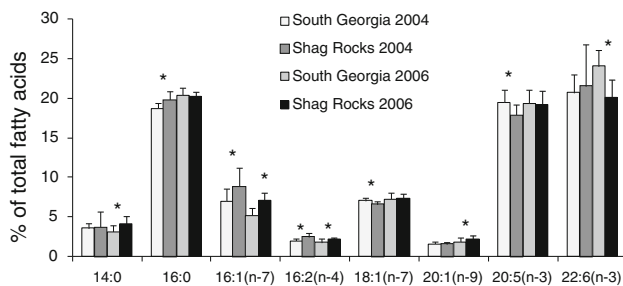 % of total fatty acids
30
25
20
15
10
5
0
South Georgia 2004
Shag Rocks 2004
South Georgia 2006
Shag Rocks 2006
* * * * * * * * * *
14:0 16:0 16:1(n-7) 16:2(n-4) 18:1(n-7) 20:1(n-9) 20:5(n-3) 22:6(n-3)